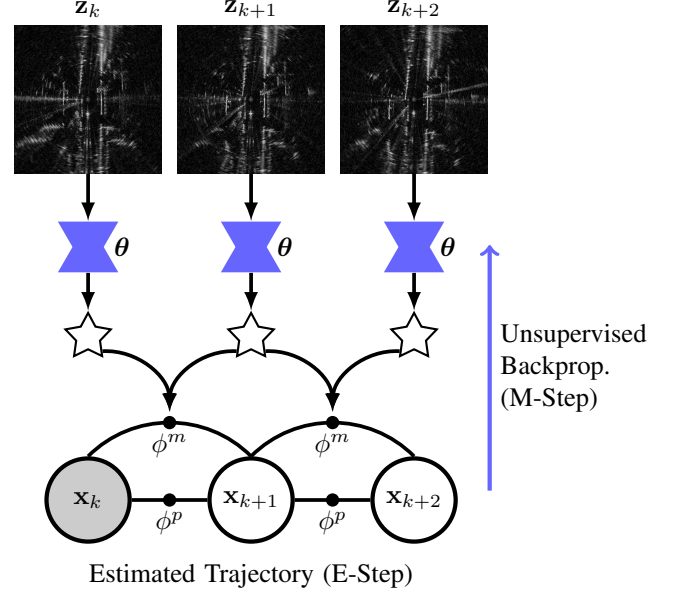 z_k z_{k+1} z_{k+2}
θ θ θ
Unsupervised
Backprop.
(M-Step)
ϕ^m ϕ^m
x_k x_{k+1} x_{k+2}
ϕ^p ϕ^p
Estimated Trajectory (E-Step)